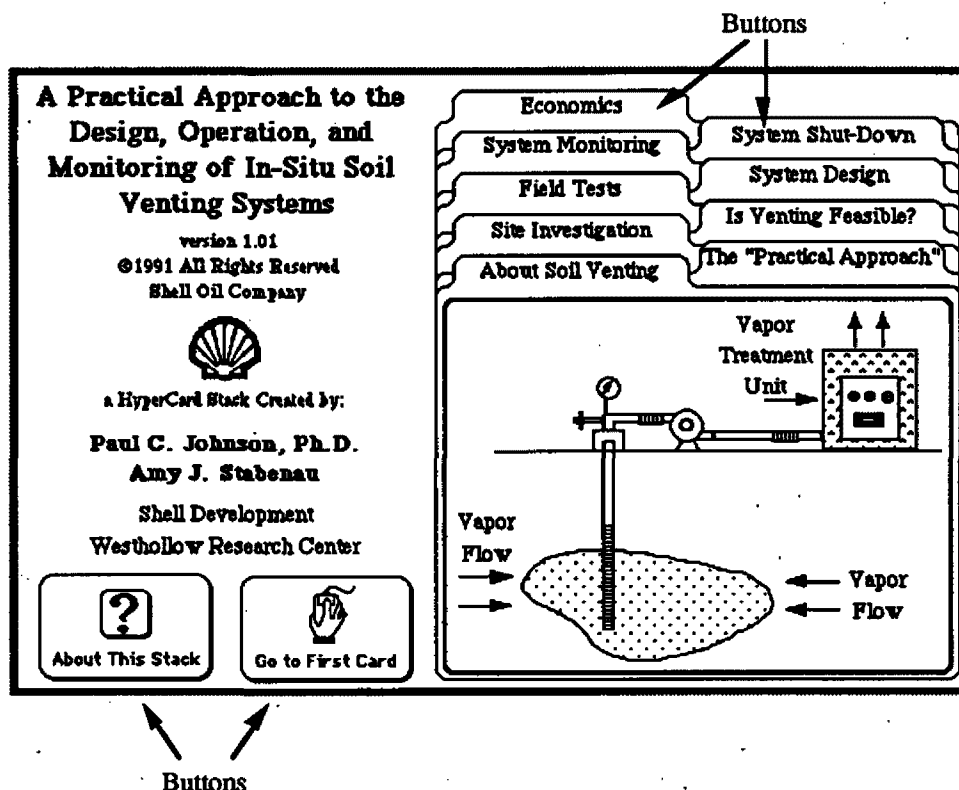 Buttons
A Practical Approach to the
Design, Operation, and
Monitoring of In-Situ Soil
Venting Systems
version 1.01
©1991 All Rights Reserved
Shell Oil Company
a HyperCard Stack Created by:
Paul C. Johnson, Ph.D.
Amy J. Stabenau
Shell Development
Westhollow Research Center
?
About This Stack
Go to First Card
Economics
System Shut-Down
System Monitoring
System Design
Field Tests
Is Venting Feasible?
Site Investigation
The "Practical Approach"
About Soil Venting
Vapor
Treatment
Unit
Vapor
Flow
Vapor
Flow
Buttons